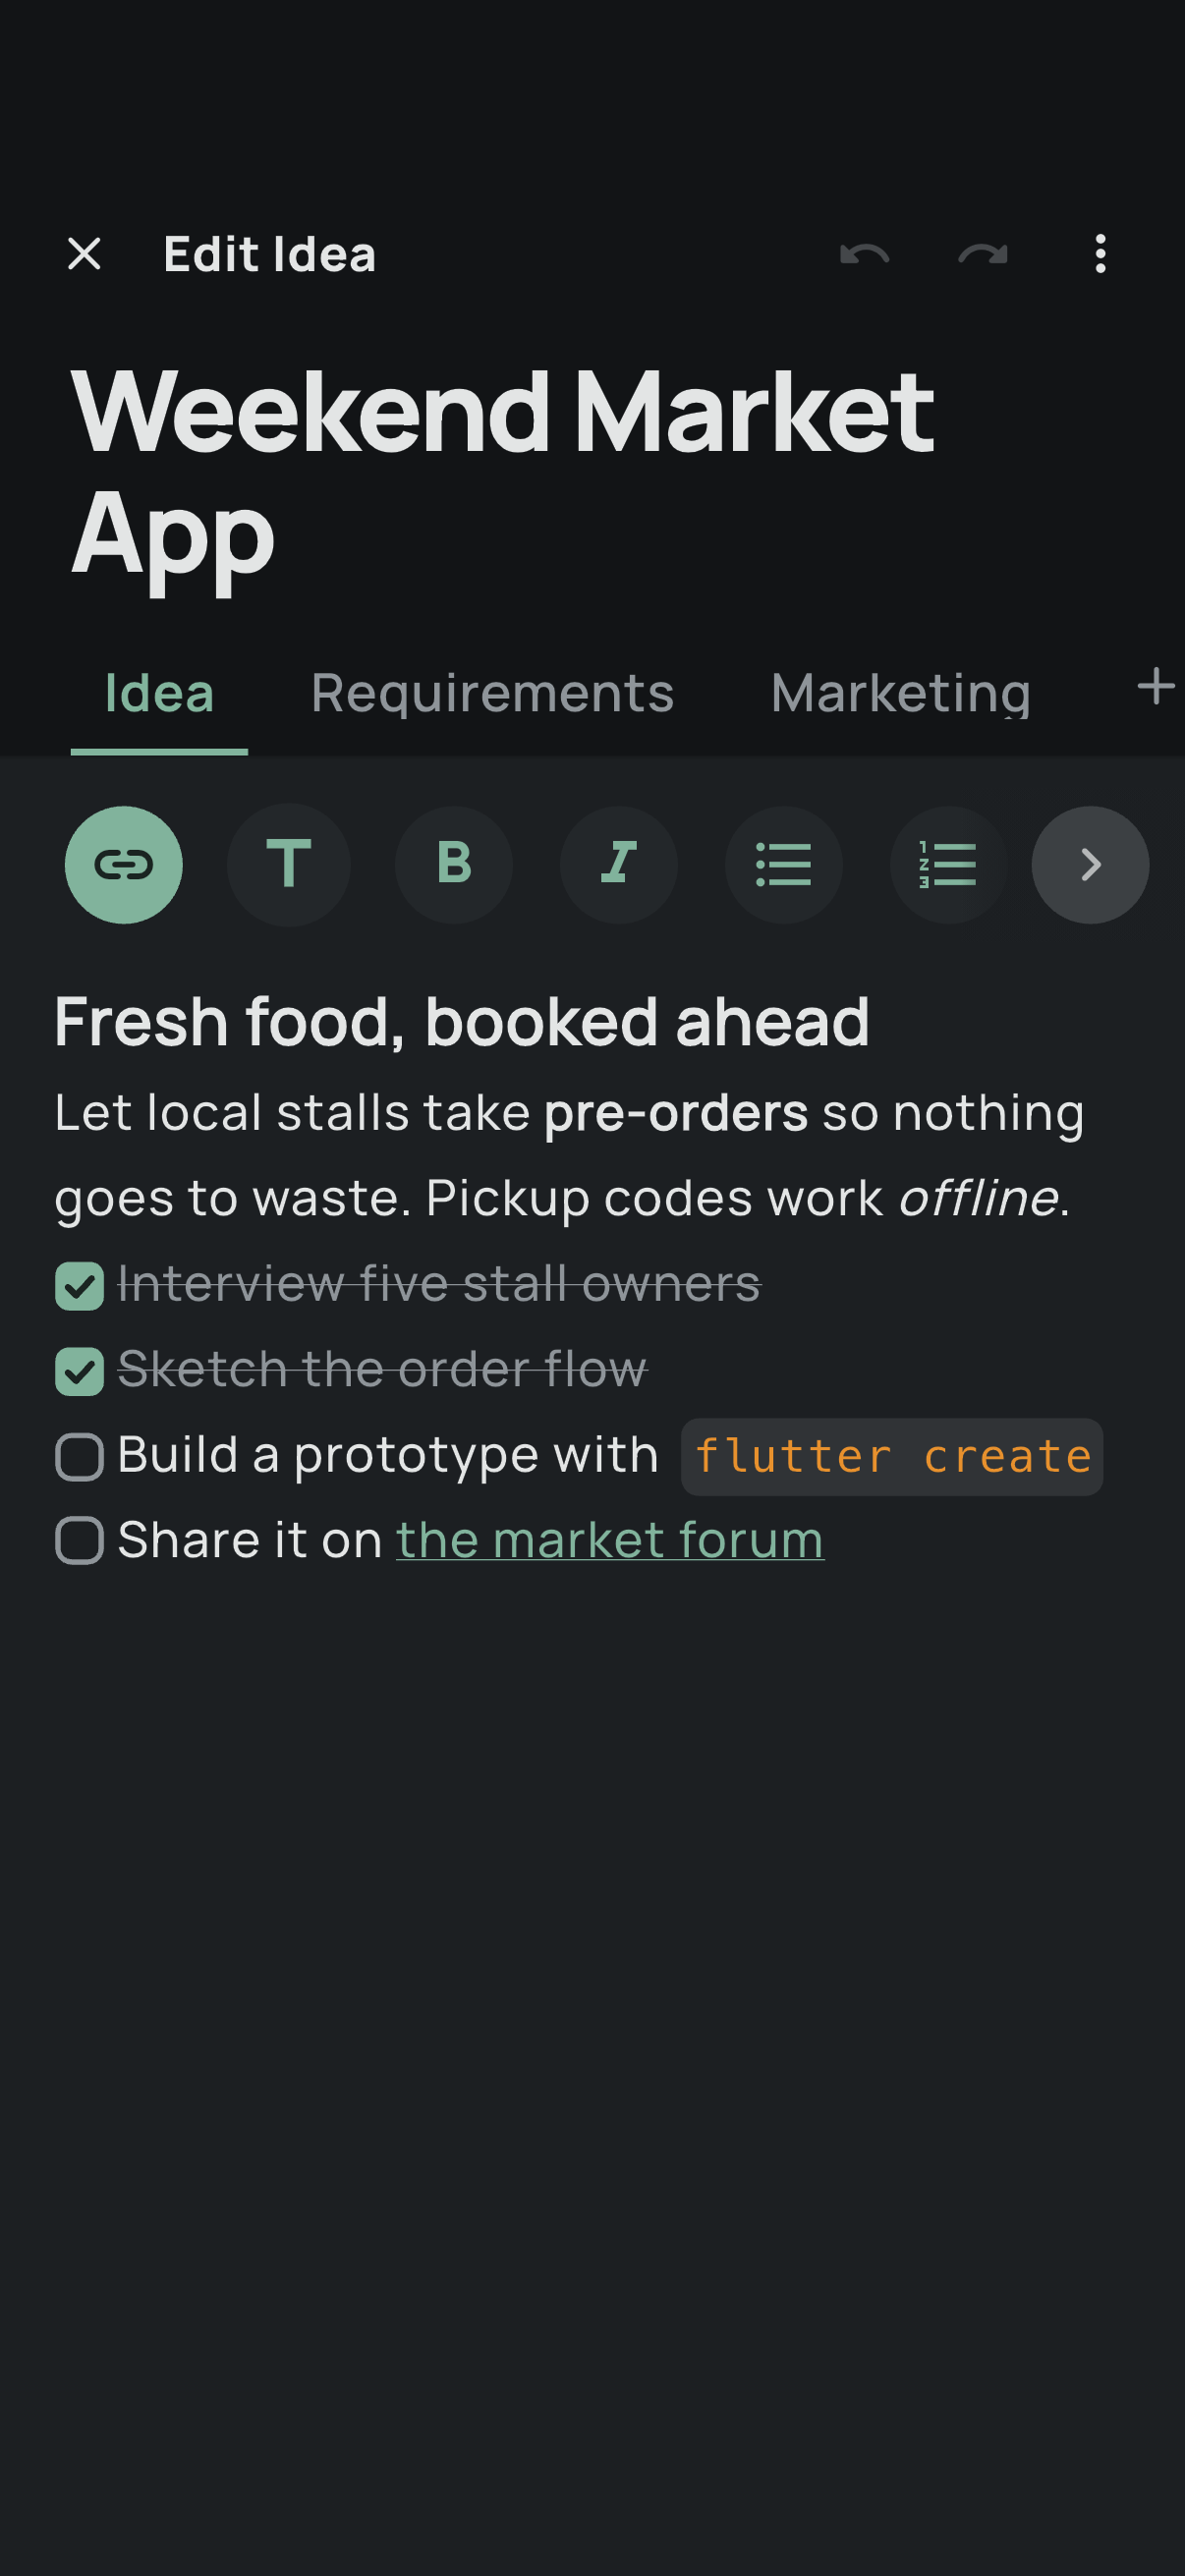 Edit Idea
Weekend Market
App
Idea Requirements Marketing
Fresh food, booked ahead
Let local stalls take pre-orders so nothing
goes to waste. Pickup codes work offline.
Interview five stall owners
Sketch the order flow
Build a prototype with flutter create
Share it on the market forum